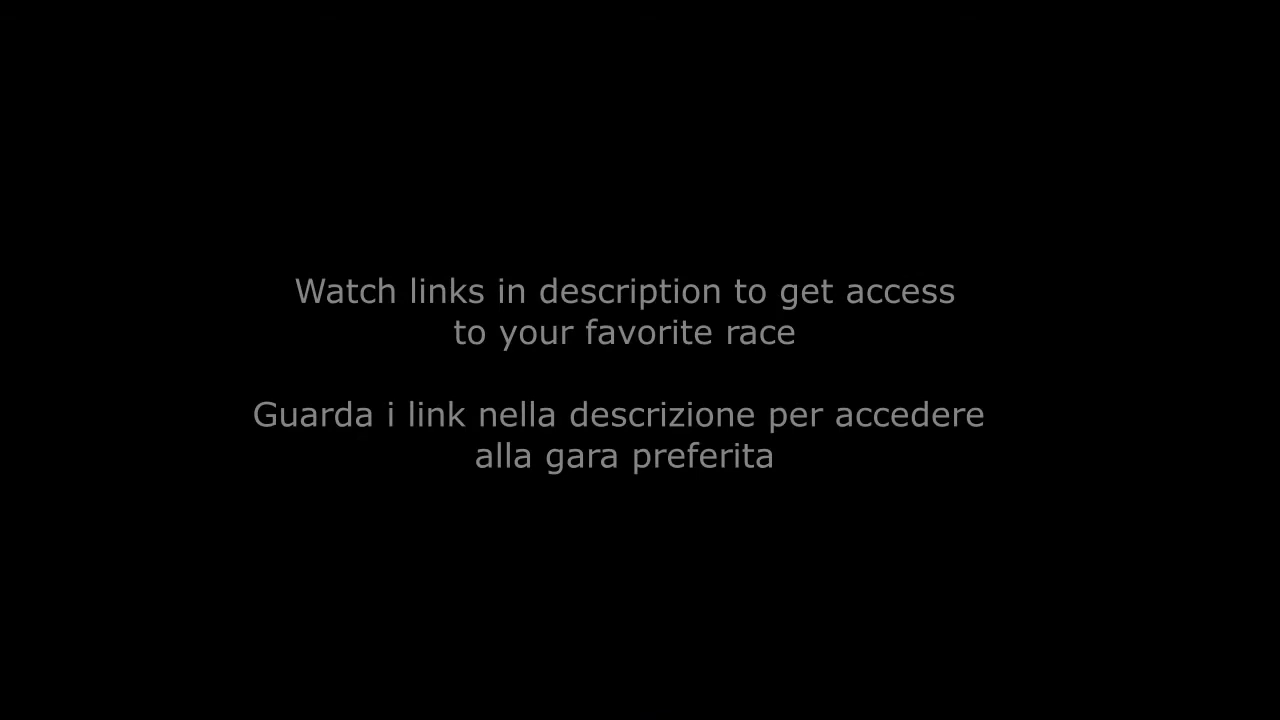 Watch links in description to get access
to your favorite race
Guarda i link nella descrizione per accedere
alla gara preferita